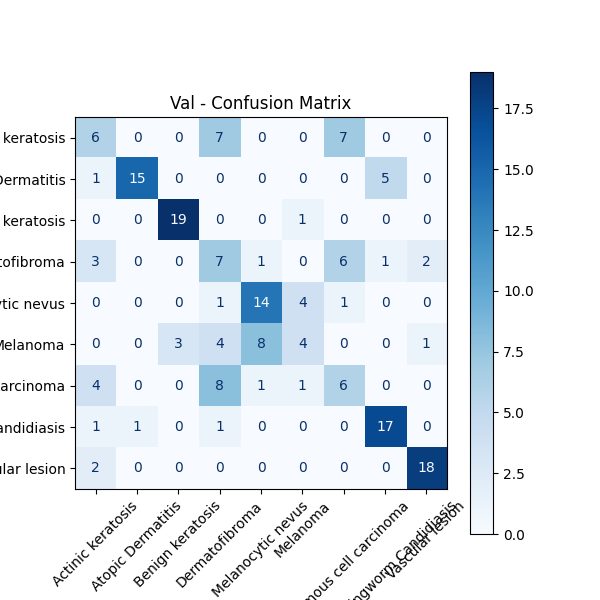 Val - Confusion Matrix
keratosis 6 0 0 7 0 0 7 0 0
Dermatitis 1 15 0 0 0 0 0 5 0
keratosis 0 0 19 0 0 1 0 0 0
tofibroma 3 0 0 7 1 0 6 1 2
ytic nevus 0 0 0 1 14 4 1 0 0
Melanoma 0 0 3 4 8 4 0 0 1
arcinoma 4 0 0 8 1 1 6 0 0
andidiasis 1 1 0 1 0 0 0 17 0
ular lesion 2 0 0 0 0 0 0 0 18
Actinic keratosis
Atopic Dermatitis
Benign keratosis
Dermatofibroma
Melanocytic nevus
Melanoma
mous cell carcinoma
ngworm Candidiasis
Vascular lesion
17.5
15.0
12.5
10.0
7.5
5.0
2.5
0.0